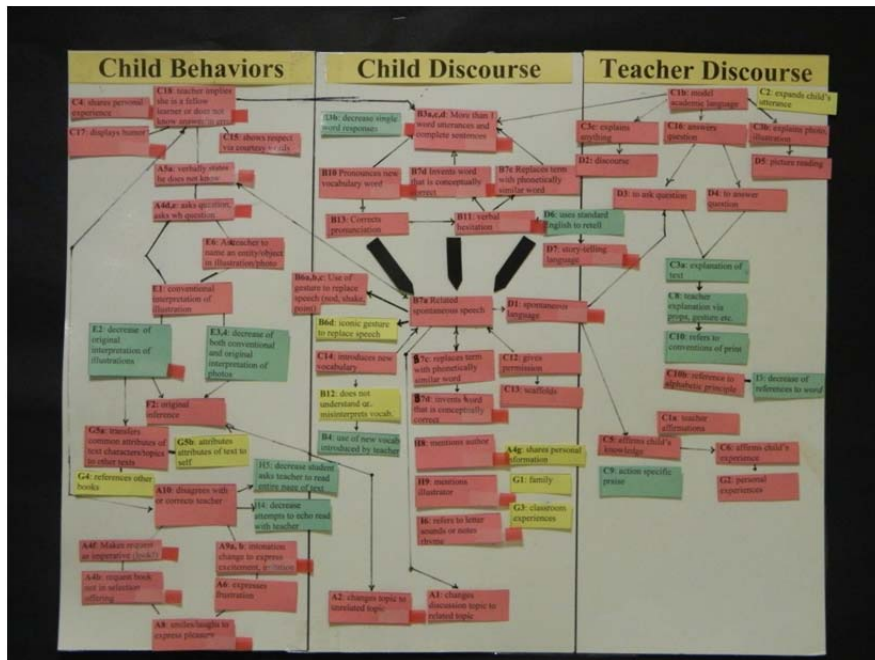 Child Behaviors
C18: teacher implies
she is a fellow
learner or does not
know answer
C4: shares personal
experience
C17: displays humor
C15: shows respect
via courtesy words
A3a: verbally states
he does not know
A4d,e: asks question,
asks wh question
E6: Ask teacher to
name an entity/object
in illustration/photo
E1: conventional
interpretation of
illustration
E2: decrease of
original
interpretation of
illustrations
E3,4: decrease of
both conventional
and original
interpretation of
photos
F2: original
inference
G5a: transfers
common attributes of
text characters/topics
to other texts
G5b: attributes
attributes of text to
self
G4: references other
books
H5: decrease student
asks teacher to read
entire page of text
A10: disagrees with
or corrects teacher
H4: decrease
attempts to echo read
with teacher
A4f: Makes request
as imperative (look!)
A9a, b: intonation
change to express
excitement,
A4b: request book
not in selection
offering
A6: expresses
frustration
A8: smiles/laughs to
express pleasure
Child Discourse
B3b: decrease single
word responses
B3a,c,d: More than 1
word utterances and
complete sentences
B10 Pronounces new
vocabulary word
B7d Invents word
that is conceptually
correct
B7c Replaces term
with phonetically
similar word
B13: Corrects
pronunciation
B11: verbal
hesitation
D6: uses standard
English to retell
D7: story-telling
language
B6a,b,c: Use of
gesture to replace
speech (nod, shake,
point)
B7a Related
spontaneous speech
D1: spontaneous
language
B6d: iconic gesture
to replace speech
C14: introduces new
vocabulary
B7c: replaces term
with phonetically
similar word
C12: gives
permission
B12: does not
understand or
misinterprets vocab.
B7d: invents word
that is conceptually
correct
C13: scaffolds
B4: use of new vocab
introduced by teacher
H8: mentions author
A4g: shares personal
information
H9: mentions
illustrator
G1: family
G3: classroom
experiences
I6: refers to letter
sounds or notes
rhyme
A2: changes topic to
unrelated topic
A1: changes
discussion topic to
related topic
Teacher Discourse
C1b: model
academic language
C2: expands child's
utterance
C3c: explains
anything
C16: answers
question
C3b: explains photo,
illustration
D2: discourse
D5: picture reading
D3: to ask question
D4: to answer
question
C3a: explanation of
text
C8: teacher
explanation via
props, gesture etc.
C10: refers to
conventions of print
C10b: reference to
alphabetic principle
I3: decrease of
references to word
C1a: teacher
affirmations
C5: affirms child's
knowledge
C6: affirm child's
experience
C9: action specific
praise
G2: personal
experiences